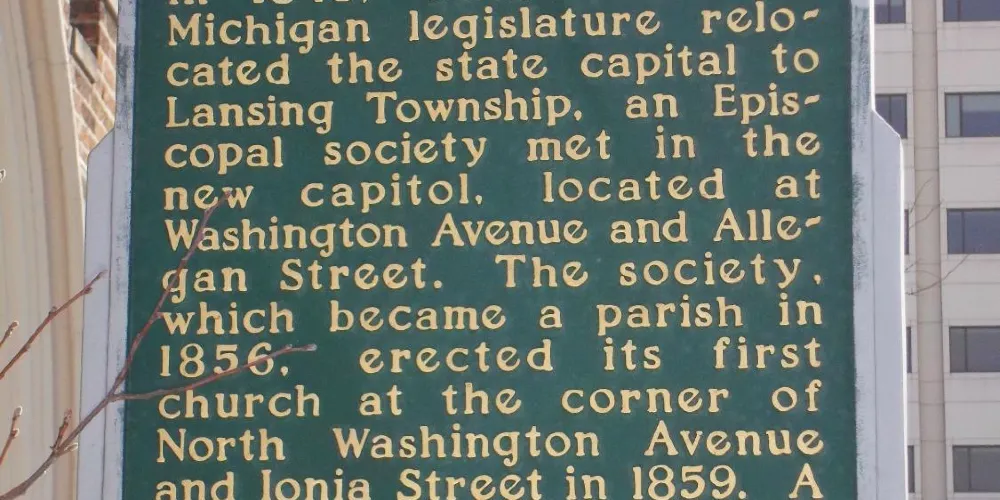 Michigan legislature relo-
cated the state capital to
Lansing Township, an Epis-
copal society met in the
new capitol, located at
Washington Avenue and Alle-
gan Street. The society,
which became a parish in
1856, erected its first
church at the corner of
North Washington Avenue
and Ionia Street in 1859. A